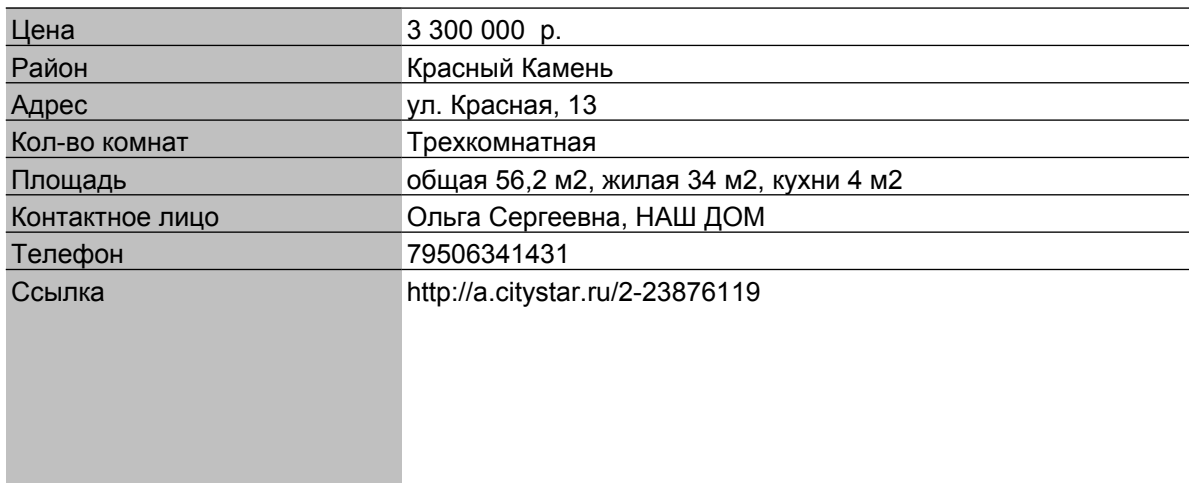 Цена 3 300 000 р.
Район Красный Камень
Адрес ул. Красная, 13
Кол-во комнат Трехкомнатная
Площадь общая 56,2 м2, жилая 34 м2, кухни 4 м2
Контактное лицо Ольга Сергеевна, НАШ ДОМ
Телефон 79506341431
Ссылка http://a.citystar.ru/2-23876119